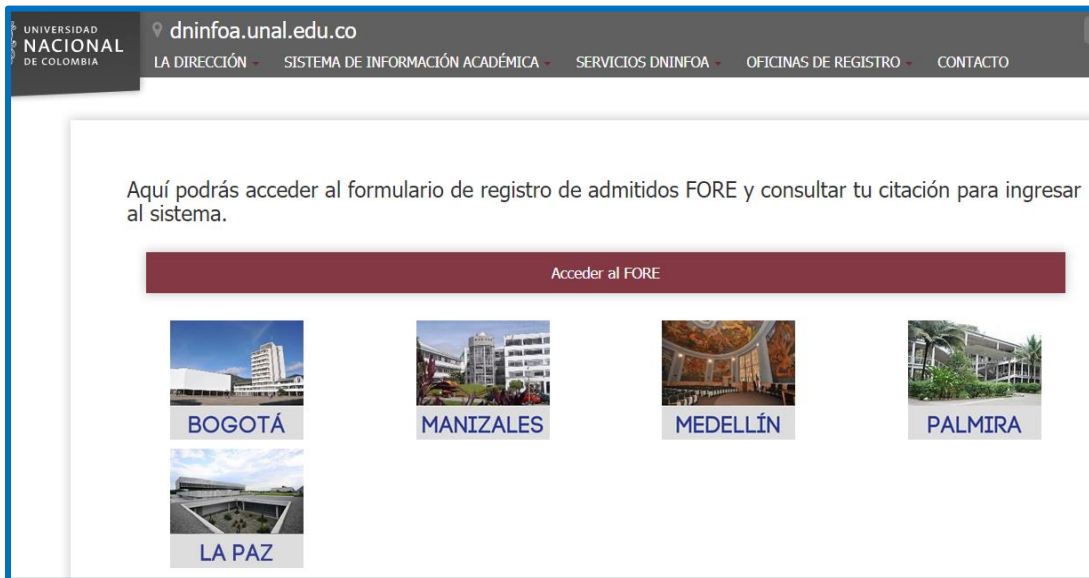 UNIVERSIDAD
NACIONAL
DE COLOMBIA
dninfoa.unal.edu.co
LA DIRECCIÓN SISTEMA DE INFORMACIÓN ACADÉMICA SERVICIOS DNINFOA OFICINAS DE REGISTRO CONTACTO
Aquí podrás acceder al formulario de registro de admitidos FORE y consultar tu citación para ingresar
al sistema.
Acceder al FORE
BOGOTÁ MANIZALES MEDELLÍN PALMIRA
LA PAZ